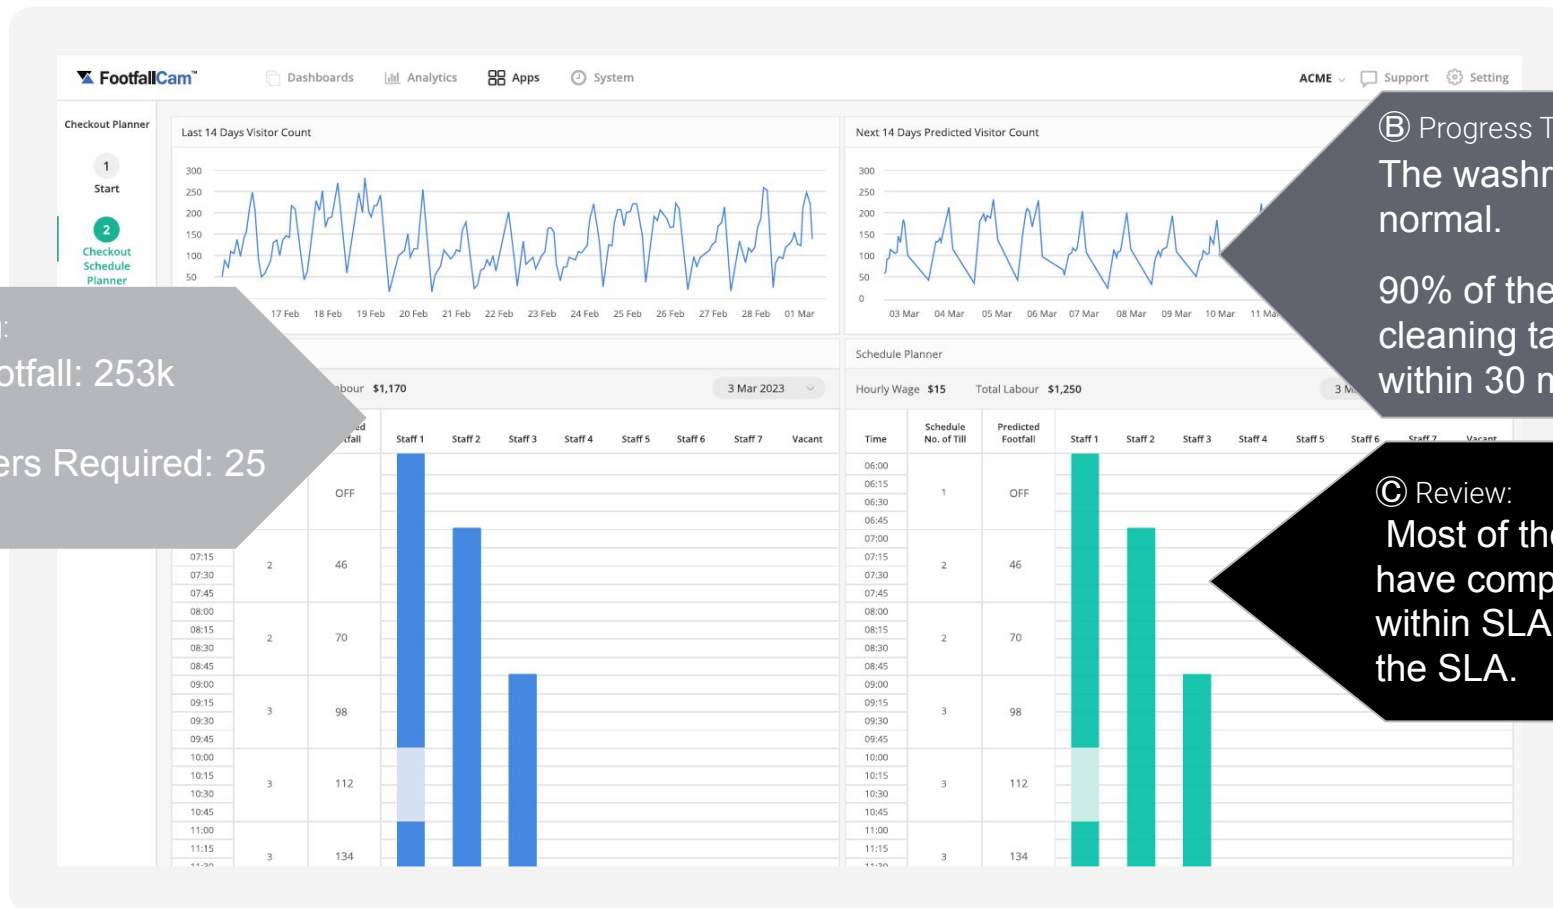 FootfallCam™
Dashboards
Analytics
Apps
System
ACME
Support
Setting
Checkout Planner
1
Start
2
Checkout
Schedule
Planner
Last 14 Days Visitor Count
300
250
200
150
100
50
17 Feb 18 Feb 19 Feb 20 Feb 21 Feb 22 Feb 23 Feb 24 Feb 25 Feb 26 Feb 27 Feb 28 Feb 01 Mar
Next 14 Days Predicted Visitor Count
300
250
200
150
100
50
0
03 Mar 04 Mar 05 Mar 06 Mar 07 Mar 08 Mar 09 Mar 10 Mar 11 Mar
Footfall: 253k
Required: 25
Labour $1,170
3 Mar 2023
Staff 1 Staff 2 Staff 3 Staff 4 Staff 5 Staff 6 Staff 7 Vacant
OFF
07:15
07:30
07:45
2 46
08:00
08:15
08:30
08:45
2 70
09:00
09:15
09:30
09:45
3 98
10:00
10:15
10:30
10:45
3 112
11:00
11:15
11:30
3 134
Schedule Planner
Hourly Wage $15 Total Labour $1,250
Time
Schedule
No. of Till
Predicted
Footfall
Staff 1 Staff 2 Staff 3 Staff 4 Staff 5 Staff 6 Staff 7 Vacant
06:00
06:15
06:30
06:45
1 OFF
07:00
07:15
07:30
07:45
2 46
08:00
08:15
08:30
08:45
2 70
09:00
09:15
09:30
09:45
3 98
10:00
10:15
10:30
10:45
3 112
11:00
11:15
11:30
3 134
Ⓑ Progress
The
normal.
90% of the
cleaning
within 30
Ⓒ Review:
Most of the
have
within SLA
the SLA.